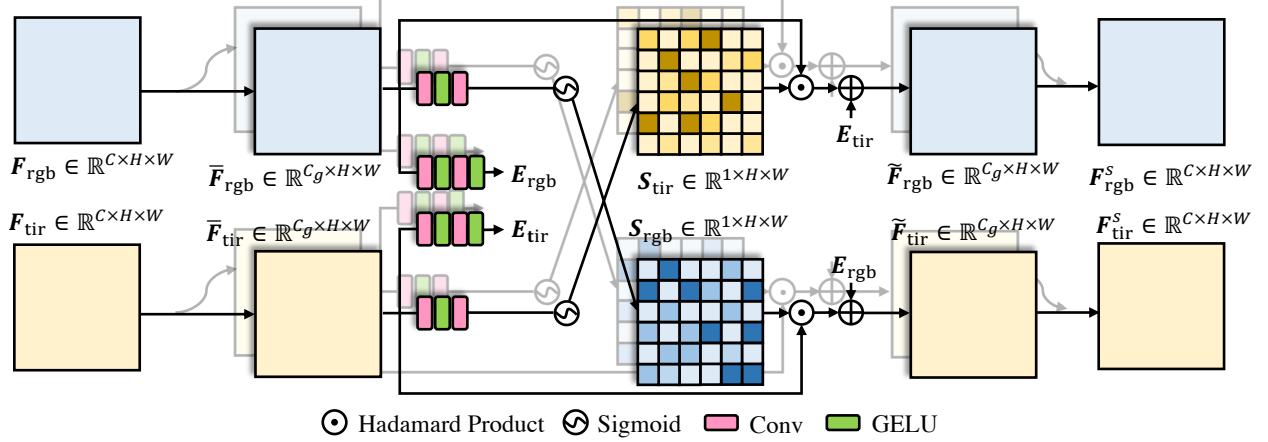 F_rgb ∈ ℝ^{C×H×W}
F̅_rgb ∈ ℝ^{C_g×H×W}
E_rgb
S_tir ∈ ℝ^{1×H×W}
E_tir
F̃_rgb ∈ ℝ^{C_g×H×W}
F^s_rgb ∈ ℝ^{C×H×W}
F_tir ∈ ℝ^{C×H×W}
F̅_tir ∈ ℝ^{C_g×H×W}
E_tir
S_rgb ∈ ℝ^{1×H×W}
E_rgb
F̃_tir ∈ ℝ^{C_g×H×W}
F^s_tir ∈ ℝ^{C×H×W}
Hadamard Product Sigmoid Conv GELU